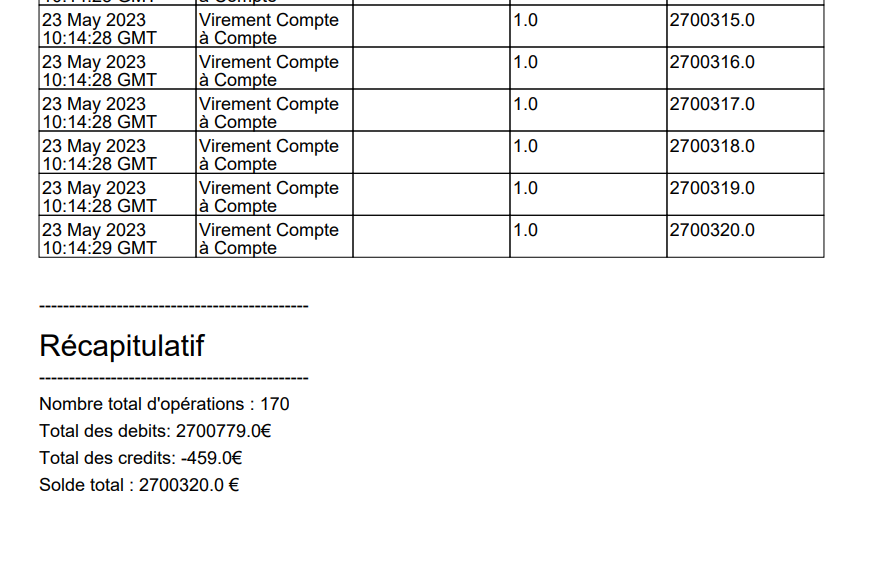 23 May 2023 Virement Compte 1.0 2700315.0
10:14:28 GMT à Compte
23 May 2023 Virement Compte 1.0 2700316.0
10:14:28 GMT à Compte
23 May 2023 Virement Compte 1.0 2700317.0
10:14:28 GMT à Compte
23 May 2023 Virement Compte 1.0 2700318.0
10:14:28 GMT à Compte
23 May 2023 Virement Compte 1.0 2700319.0
10:14:28 GMT à Compte
23 May 2023 Virement Compte 1.0 2700320.0
10:14:29 GMT à Compte
---------------------------------------------
Récapitulatif
---------------------------------------------
Nombre total d'opérations : 170
Total des debits: 2700779.0€
Total des credits: -459.0€
Solde total : 2700320.0 €